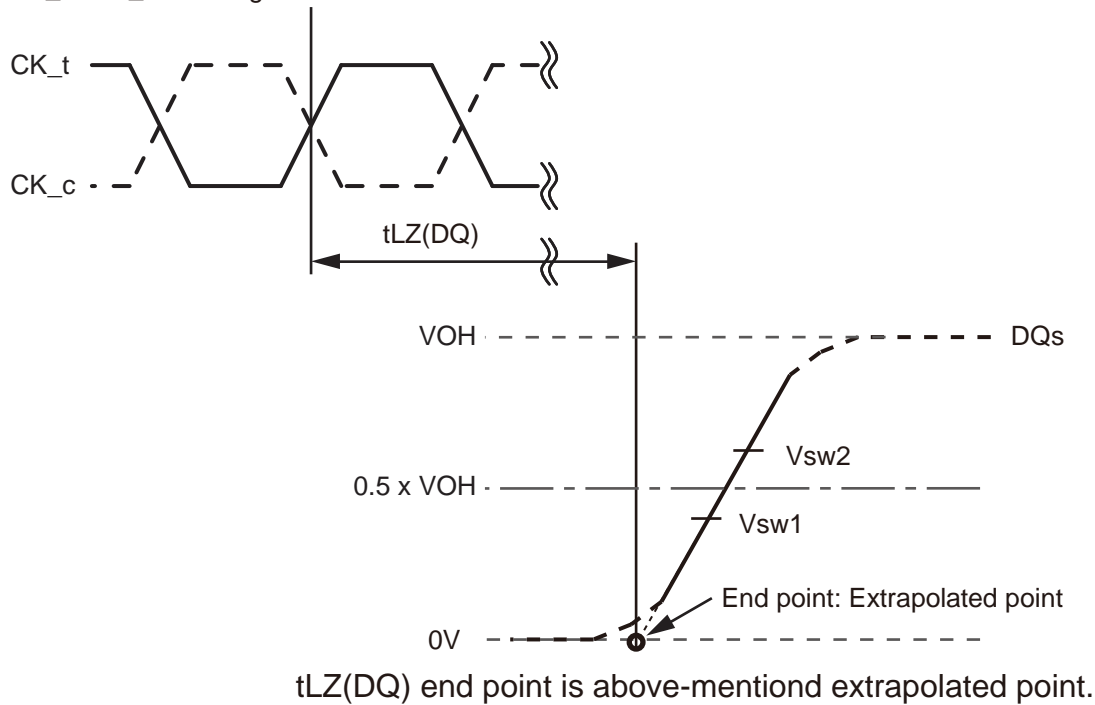 CK_t
CK_c
tLZ(DQ)
VOH
DQs
Vsw2
0.5 x VOH
Vsw1
End point: Extrapolated point
0V
tLZ(DQ) end point is above-mentiond extrapolated point.